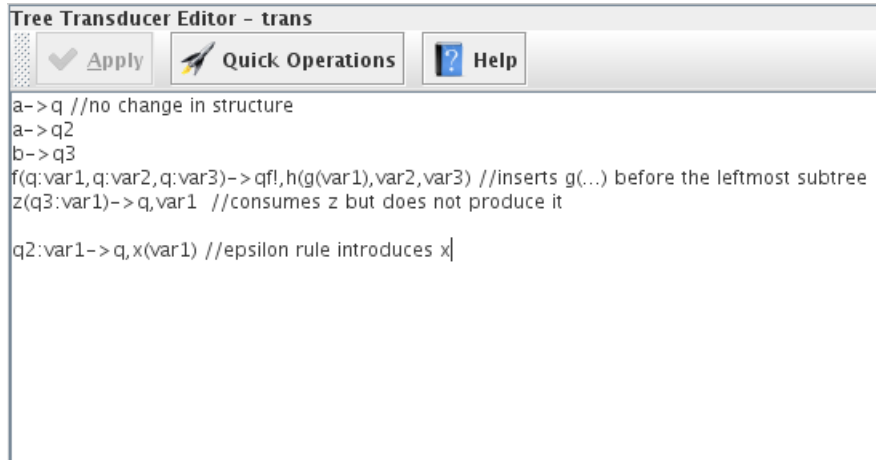 Tree Transducer Editor - trans
Apply Quick Operations Help
a->q //no change in structure
a->q2
b->q3
f(q:var1,q:var2,q:var3)->qf!,h(g(var1),var2,var3) //inserts g(...) before the leftmost subtree
z(q3:var1)->q,var1 //consumes z but does not produce it
q2:var1->q,x(var1) //epsilon rule introduces x